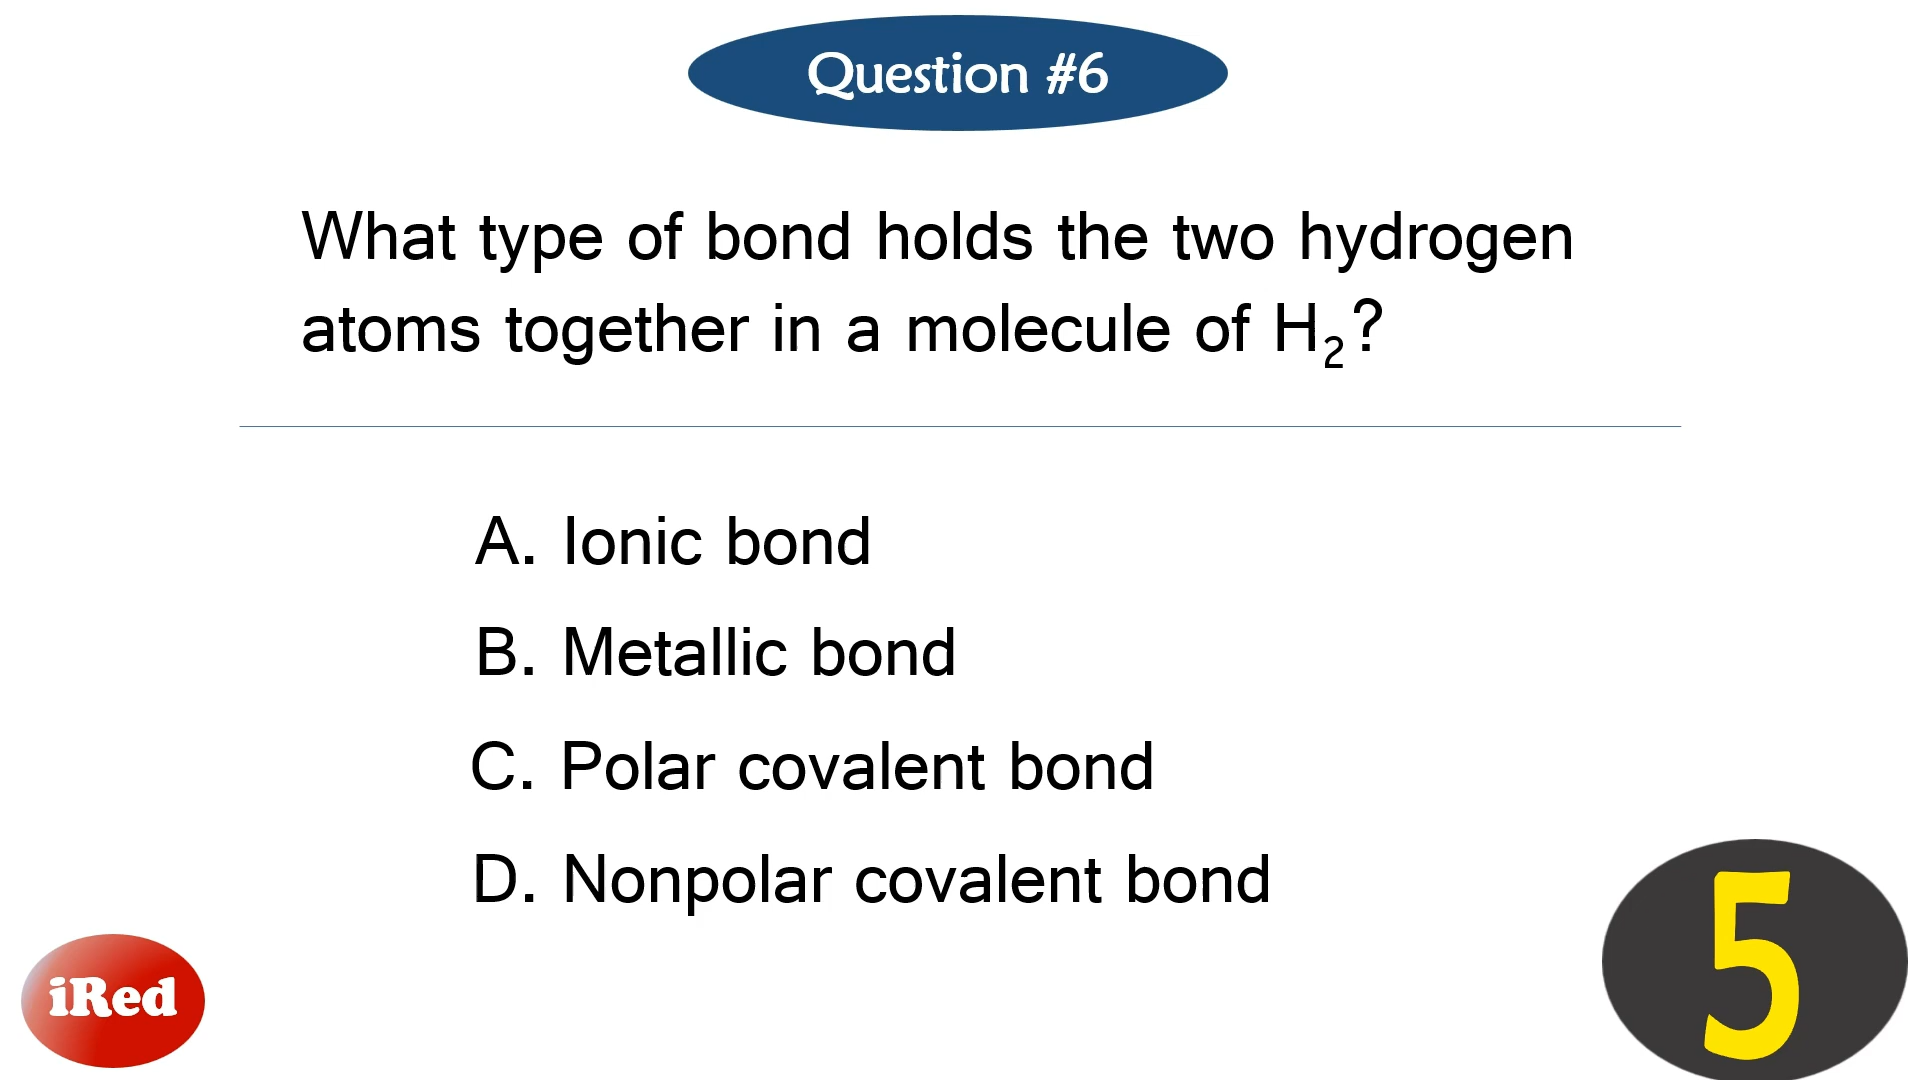 Question #6
What type of bond holds the two hydrogen
atoms together in a molecule of H₂?
A. Ionic bond
B. Metallic bond
C. Polar covalent bond
D. Nonpolar covalent bond
iRed
5